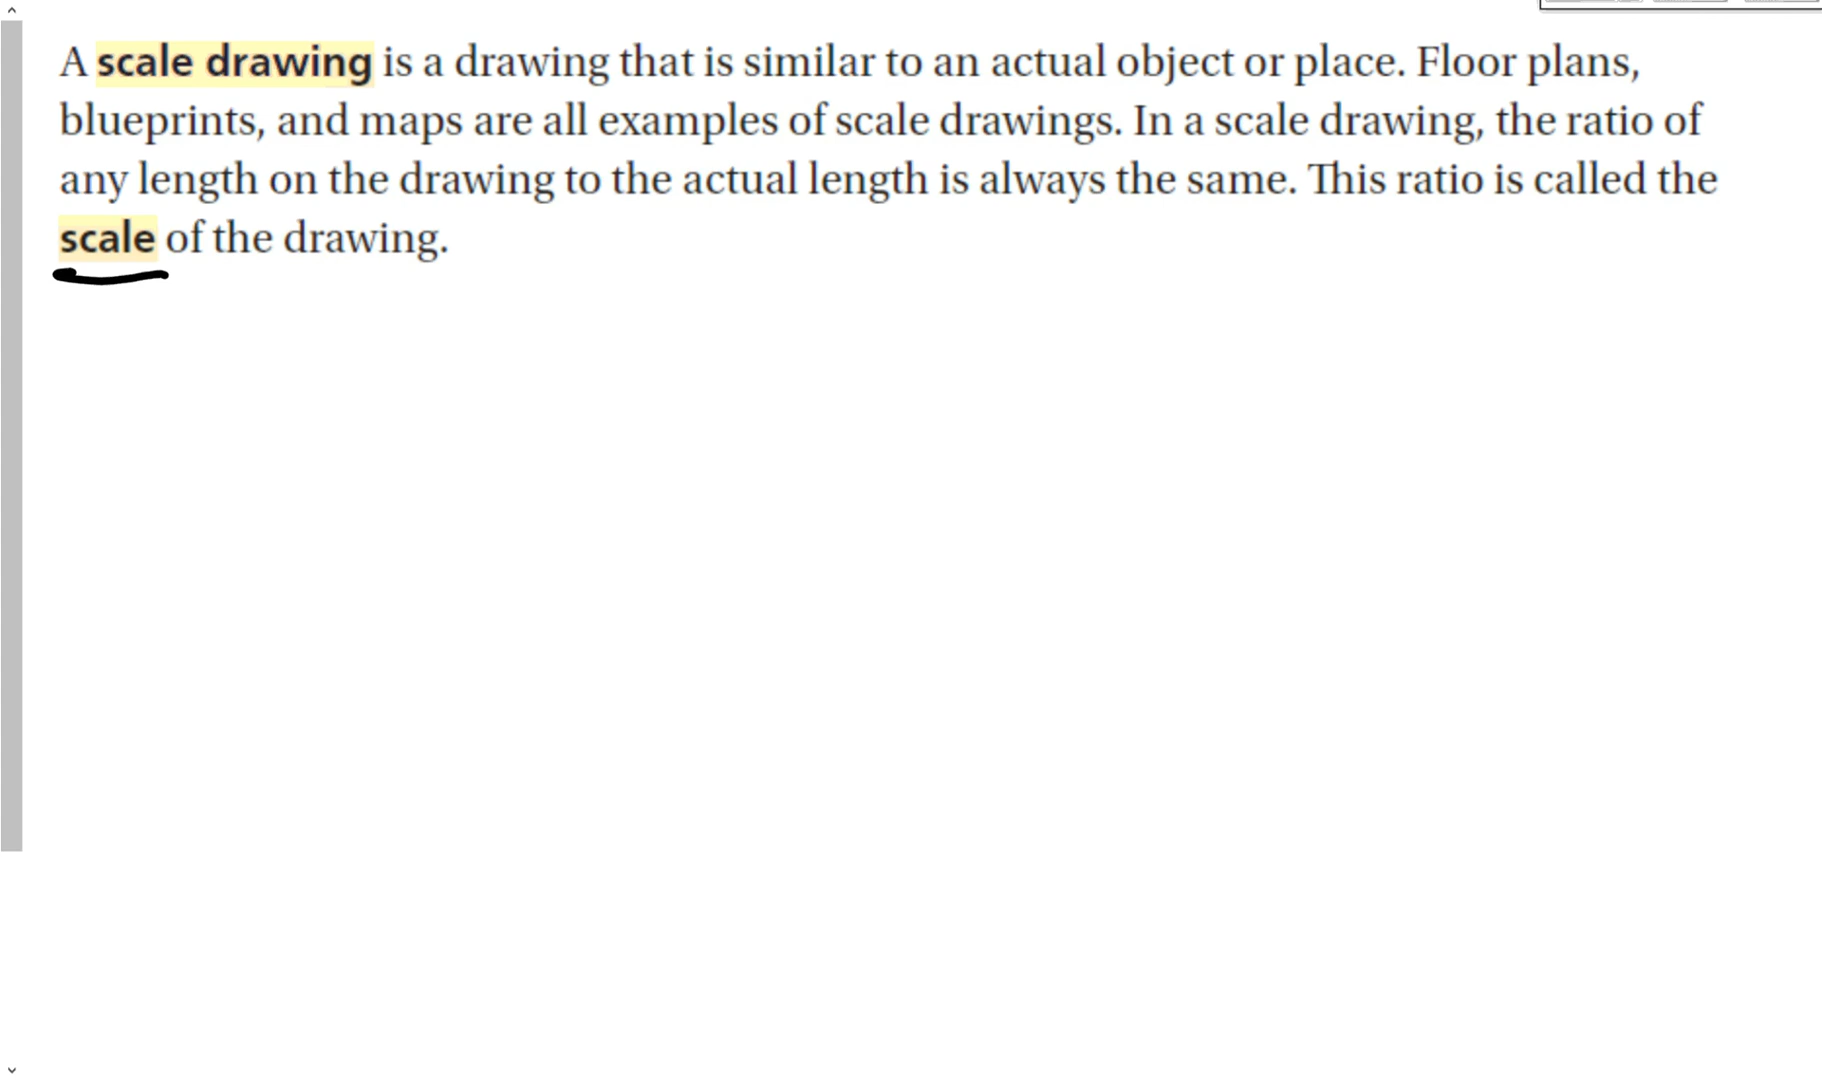 A scale drawing is a drawing that is similar to an actual object or place. Floor plans,
blueprints, and maps are all examples of scale drawings. In a scale drawing, the ratio of
any length on the drawing to the actual length is always the same. This ratio is called the
scale of the drawing.